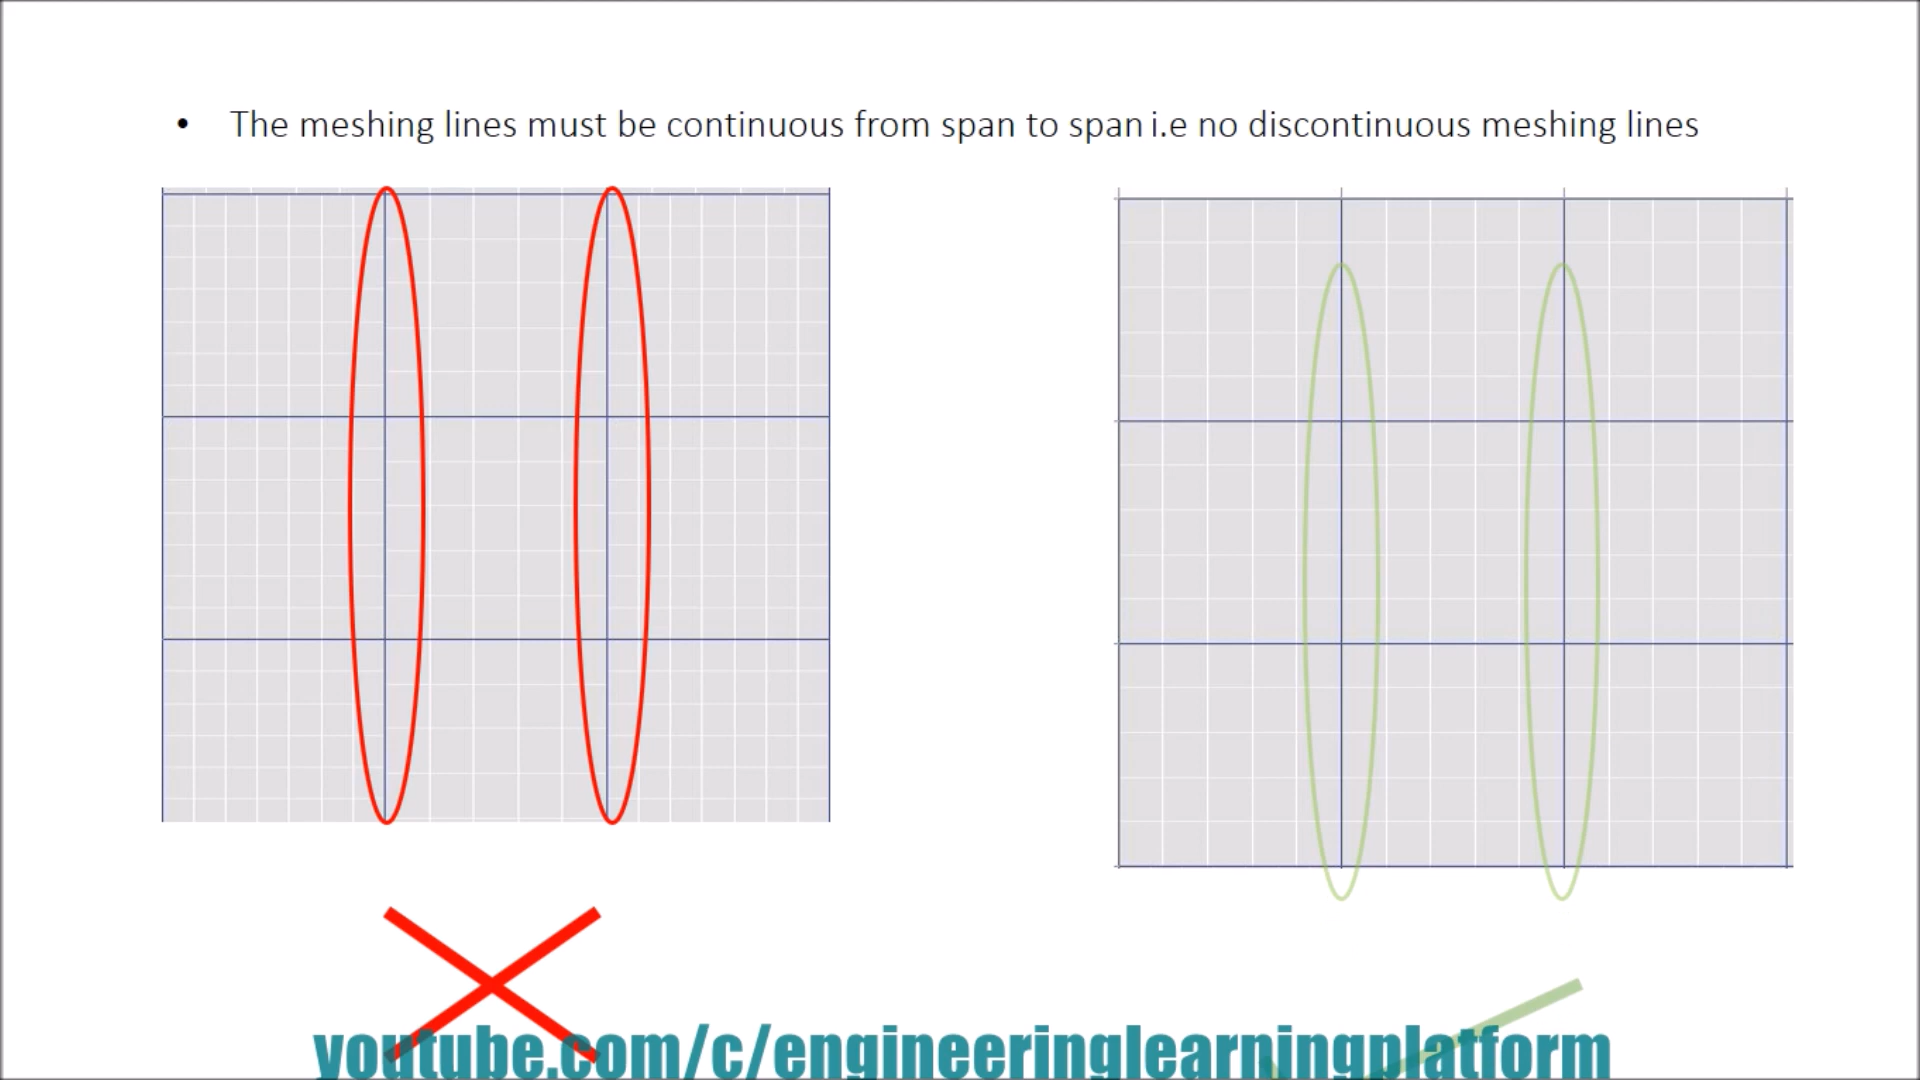 • The meshing lines must be continuous from span to span i.e no discontinuous meshing lines
youtube.com/c/engineeringlearningplatform